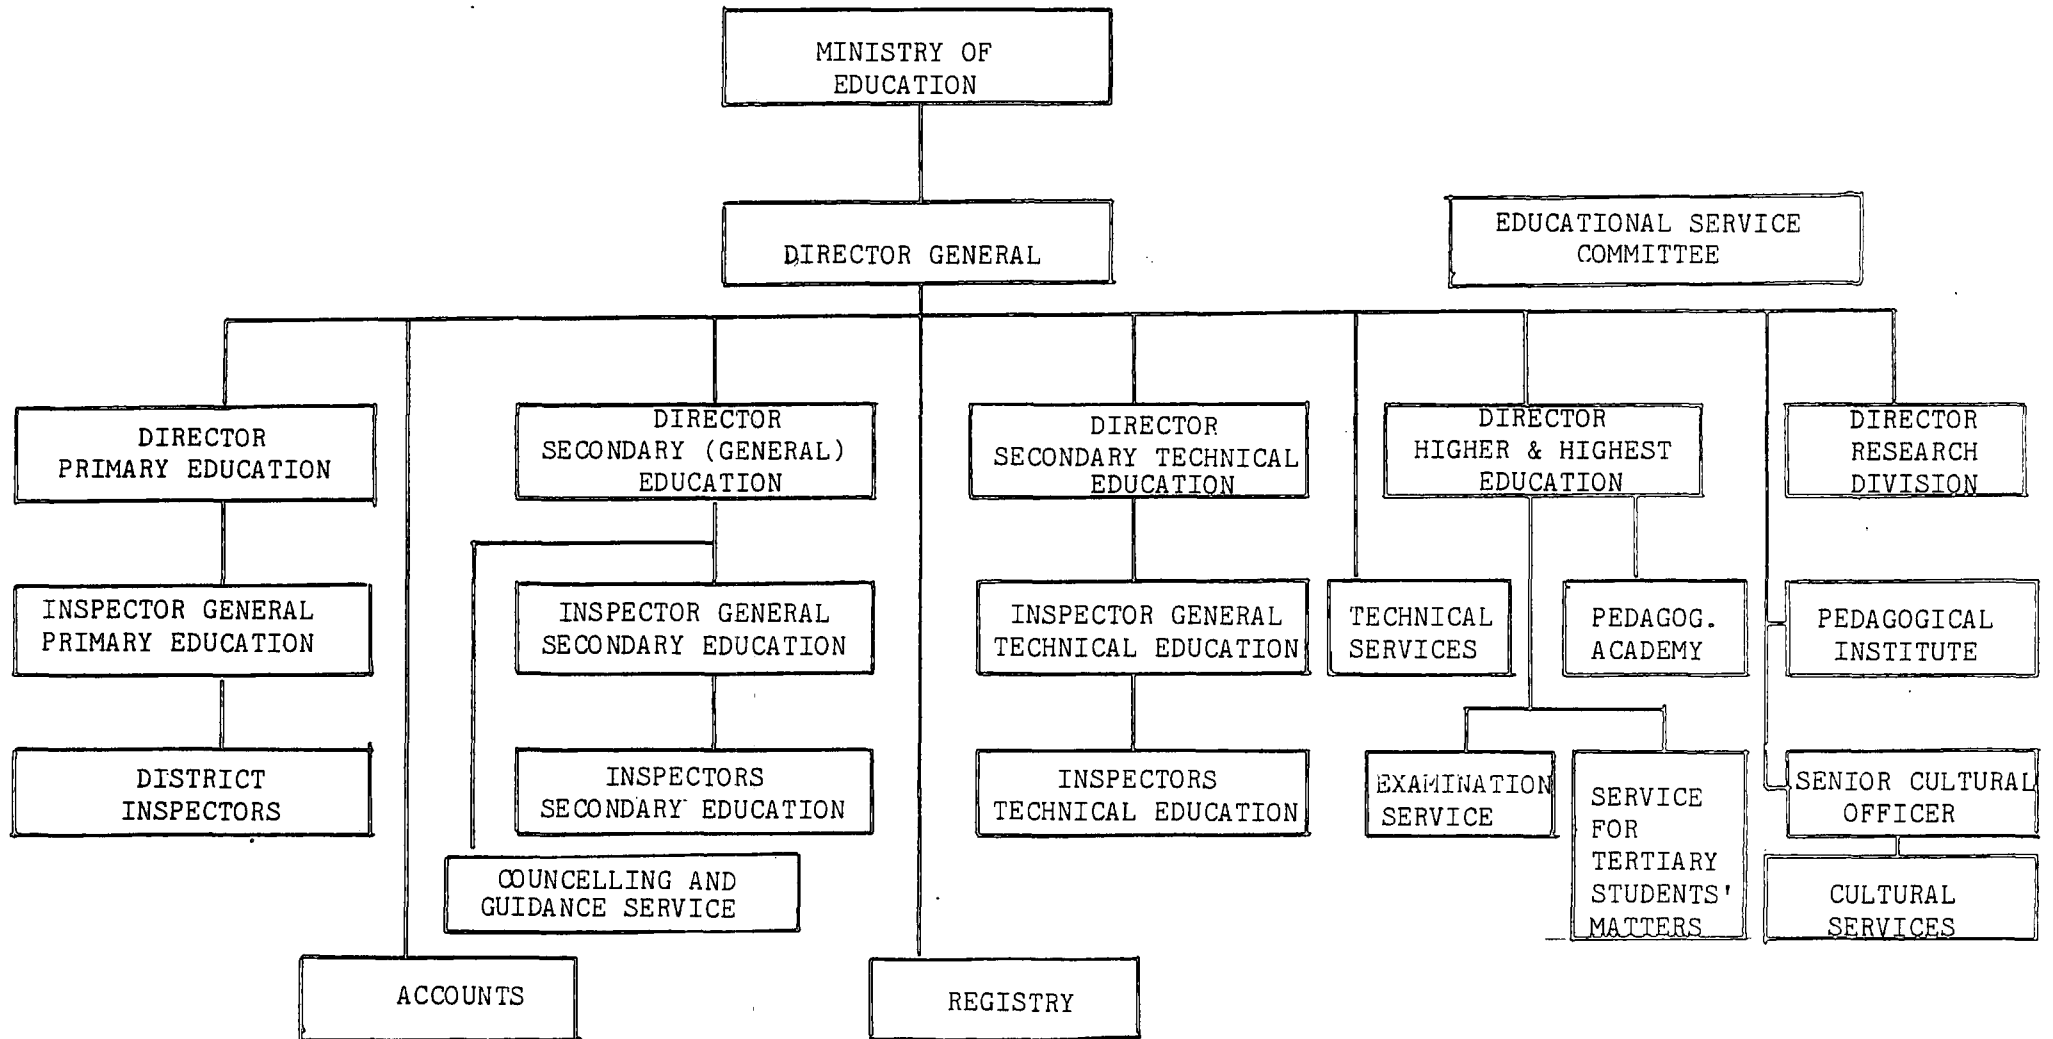 MINISTRY OF
EDUCATION
DIRECTOR GENERAL
EDUCATIONAL SERVICE
COMMITTEE
DIRECTOR
PRIMARY EDUCATION
DIRECTOR
SECONDARY (GENERAL)
EDUCATION
DIRECTOR
SECONDARY TECHNICAL
EDUCATION
DIRECTOR
HIGHER & HIGHEST
EDUCATION
DIRECTOR
RESEARCH
DIVISION
INSPECTOR GENERAL
PRIMARY EDUCATION
INSPECTOR GENERAL
SECONDARY EDUCATION
INSPECTOR GENERAL
TECHNICAL EDUCATION
TECHNICAL
SERVICES
PEDAGOG.
ACADEMY
PEDAGOGICAL
INSTITUTE
DISTRICT
INSPECTORS
INSPECTORS
SECONDARY EDUCATION
INSPECTORS
TECHNICAL EDUCATION
EXAMINATION
SERVICE
SERVICE
FOR
TERTIARY
STUDENTS'
MATTERS
SENIOR CULTURAL
OFFICER
COUNCELLING AND
GUIDANCE SERVICE
CULTURAL
SERVICES
ACCOUNTS
REGISTRY